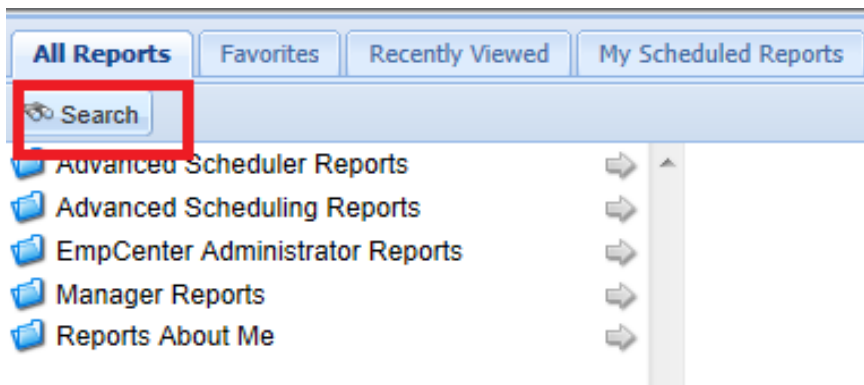 All Reports Favorites Recently Viewed My Scheduled Reports
Search
Advanced Scheduler Reports
Advanced Scheduling Reports
EmpCenter Administrator Reports
Manager Reports
Reports About Me